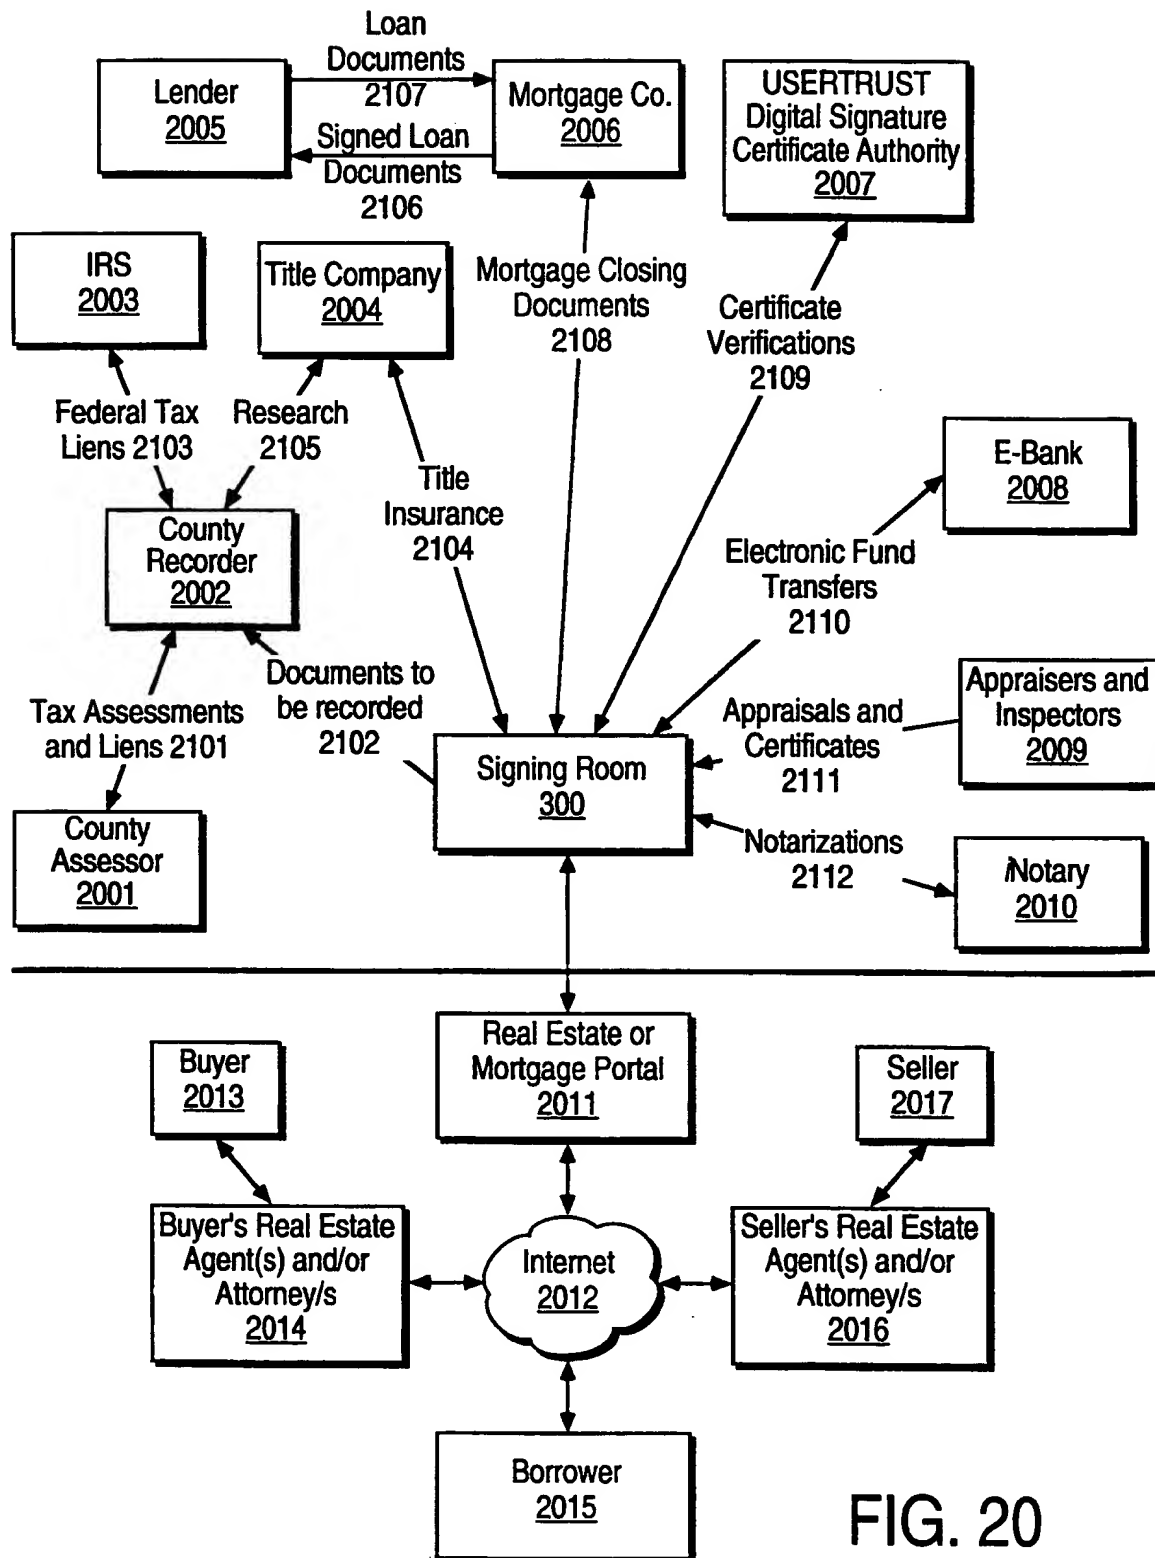 Loan
Documents
2107
Lender
2005
Mortgage Co.
2006
Signed Loan
Documents
2106
USERTRUST
Digital Signature
Certificate Authority
2007
IRS
2003
Title Company
2004
Mortgage Closing
Documents
2108
Certificate
Verifications
2109
Federal Tax
Liens 2103
Research
2105
Title
Insurance
2104
E-Bank
2008
County
Recorder
2002
Electronic Fund
Transfers
2110
Documents to
be recorded
2102
Tax Assessments
and Liens 2101
Signing Room
300
Appraisals and
Certificates
2111
Appraisers and
Inspectors
2009
County
Assessor
2001
Notarizations
2112
iNotary
2010
Real Estate or
Mortgage Portal
2011
Buyer
2013
Seller
2017
Buyer's Real Estate
Agent(s) and/or
Attorney/s
2014
Internet
2012
Seller's Real Estate
Agent(s) and/or
Attorney/s
2016
Borrower
2015
FIG. 20